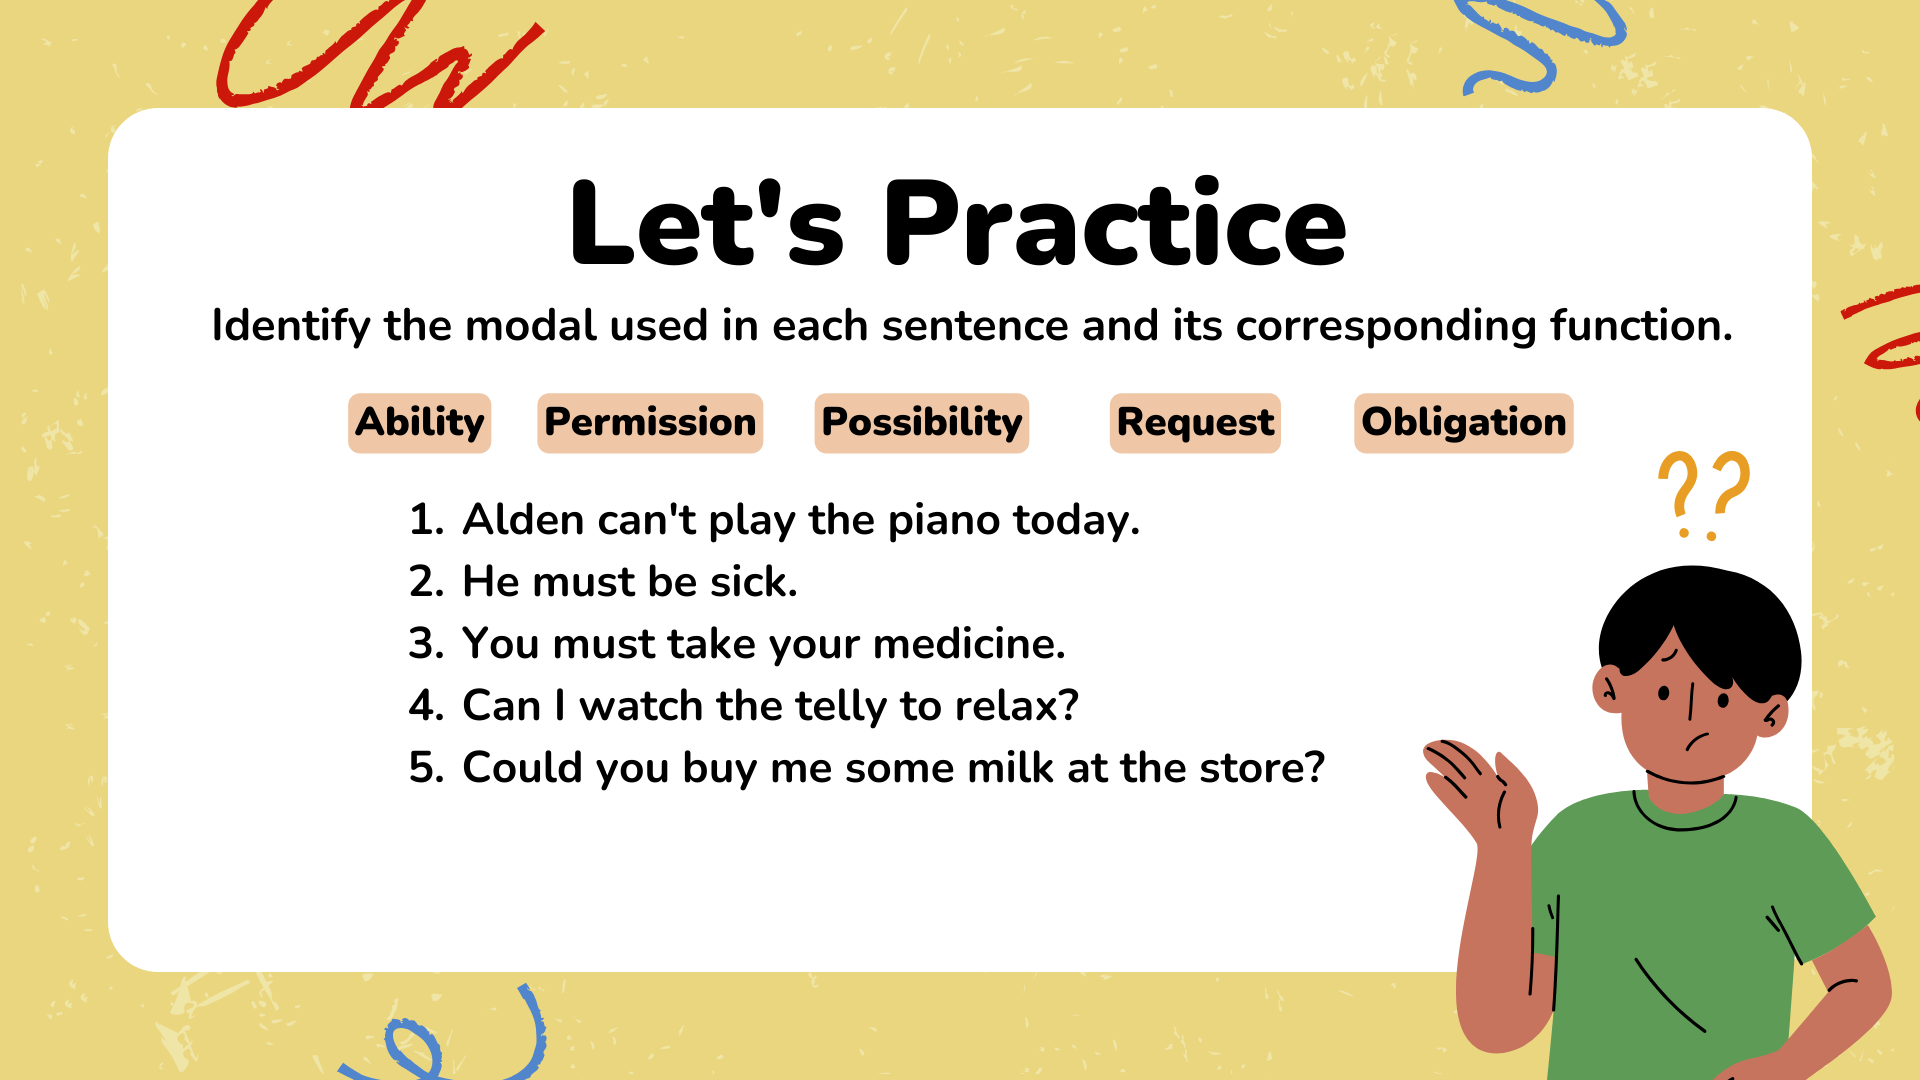 Let's Practice
Identify the modal used in each sentence and its corresponding function.
Ability Permission Possibility Request Obligation
??
1. Alden can't play the piano today.
2. He must be sick.
3. You must take your medicine.
4. Can I watch the telly to relax?
5. Could you buy me some milk at the store?